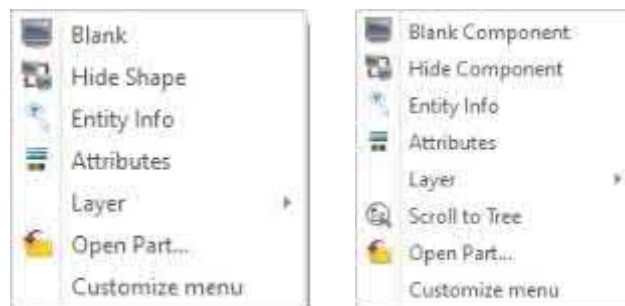 Blank
Hide Shape
Entity Info
Attributes
Layer
Open Part...
Customize menu
Blank Component
Hide Component
Entity Info
Attributes
Layer
Scroll to Tree
Open Part...
Customize menu